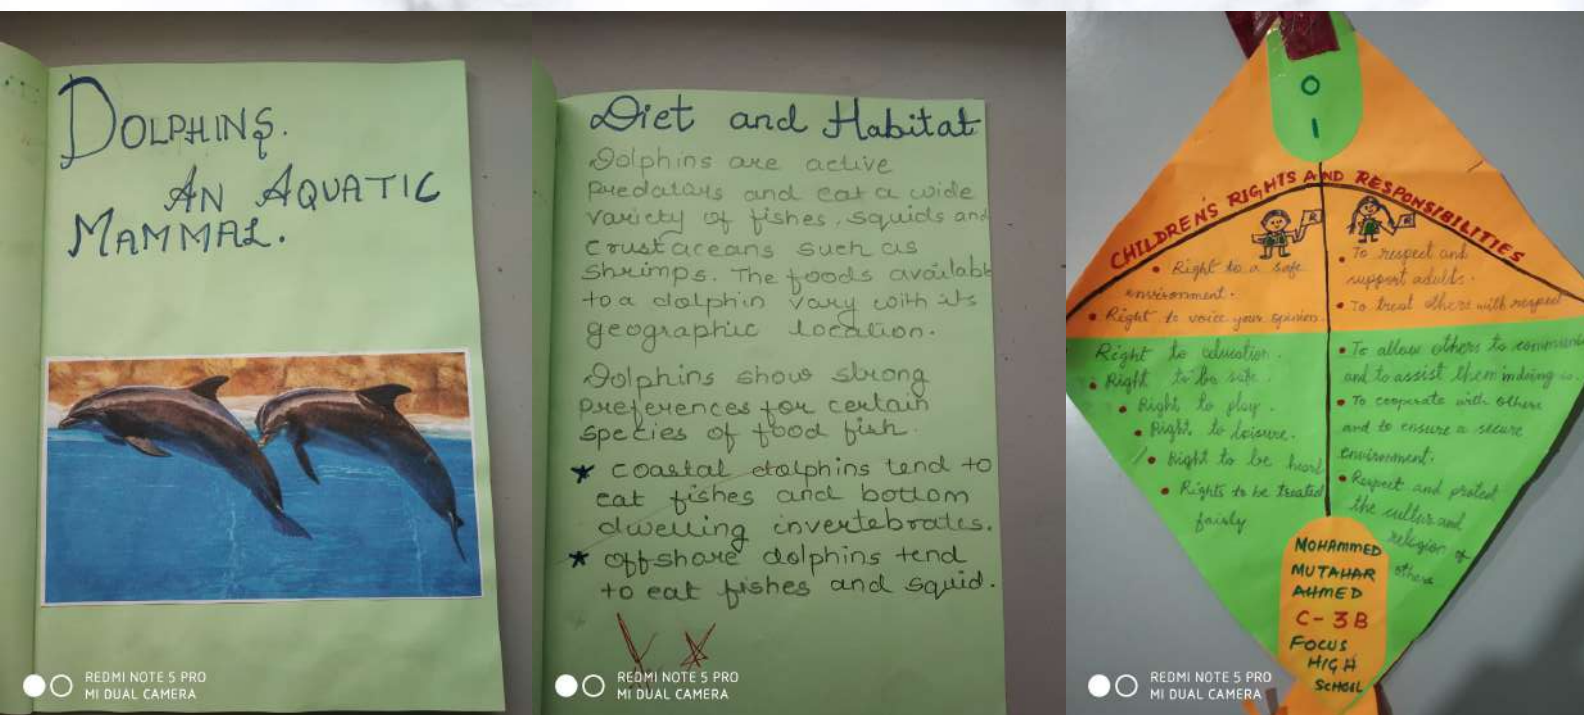 DOLPHINS.
AN AQUATIC
MAMMAL.
REDMI NOTE 5 PRO
MI DUAL CAMERA
Diet and Habitat
Dolphins are active
predators and eat a wide
variety of fishes, squids and
crustaceans such as
shrimps. The foods availabl
to a dolphin vary with its
geographic location.
Dolphins show strong
preferences for certain
species of food fish.
* coastal dolphins tend to
eat fishes and bottom
dwelling invertebrates.
* offshore dolphins tend
to eat fishes and squid.
REDMI NOTE 5 PRO
MI DUAL CAMERA
0
1
CHILDREN'S RIGHTS AND RESPONSIBILITIES
R
• Right to a safe
environment.
• Right to voice your opinion
Right to education.
• Right to be safe.
• Right to play.
• Right to leisure.
• Right to be heard
• Rights to be treated
fairly
R
• To respect and
support adults.
• To treat others with respect
• To allow others to
and to assist them in doing so.
• To cooperate with others
and to ensure a secure
environment.
• Respect and protect
the culture and
religion of
others
MOHAMMED
MUTAHAR
AHMED
C-3B
FOCUS
HIGH
SCHOOL
REDMI NOTE 5 PRO
MI DUAL CAMERA